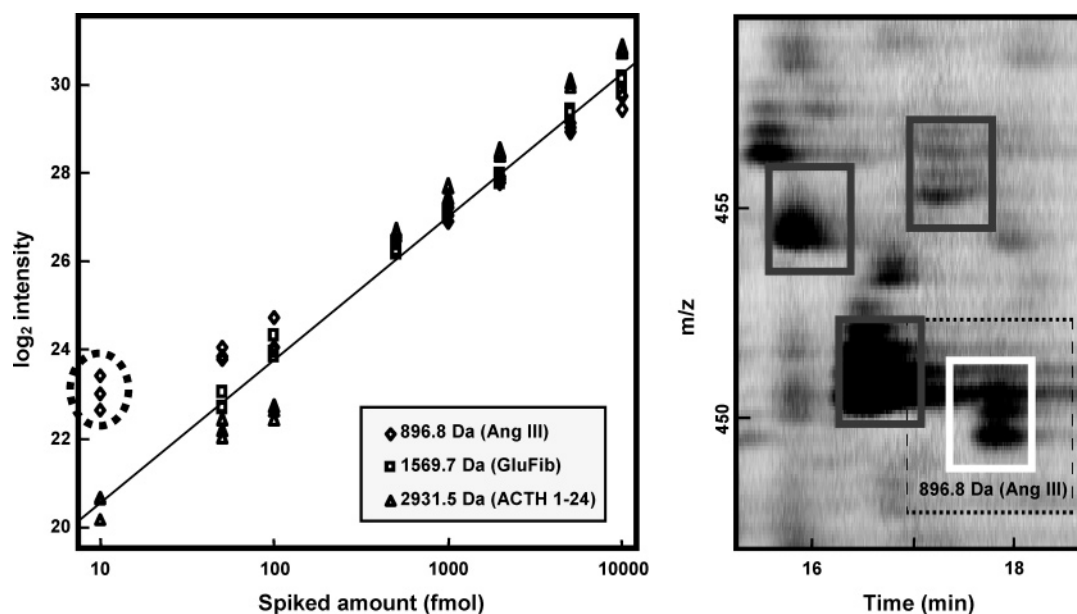 30
28
26
24
22
20
log₂ intensity
10
100
1000
10000
Spiked amount (fmol)
896.8 Da (Ang III)
1569.7 Da (GluFib)
2931.5 Da (ACTH 1-24)
455
450
m/z
896.8 Da (Ang III)
16
18
Time (min)